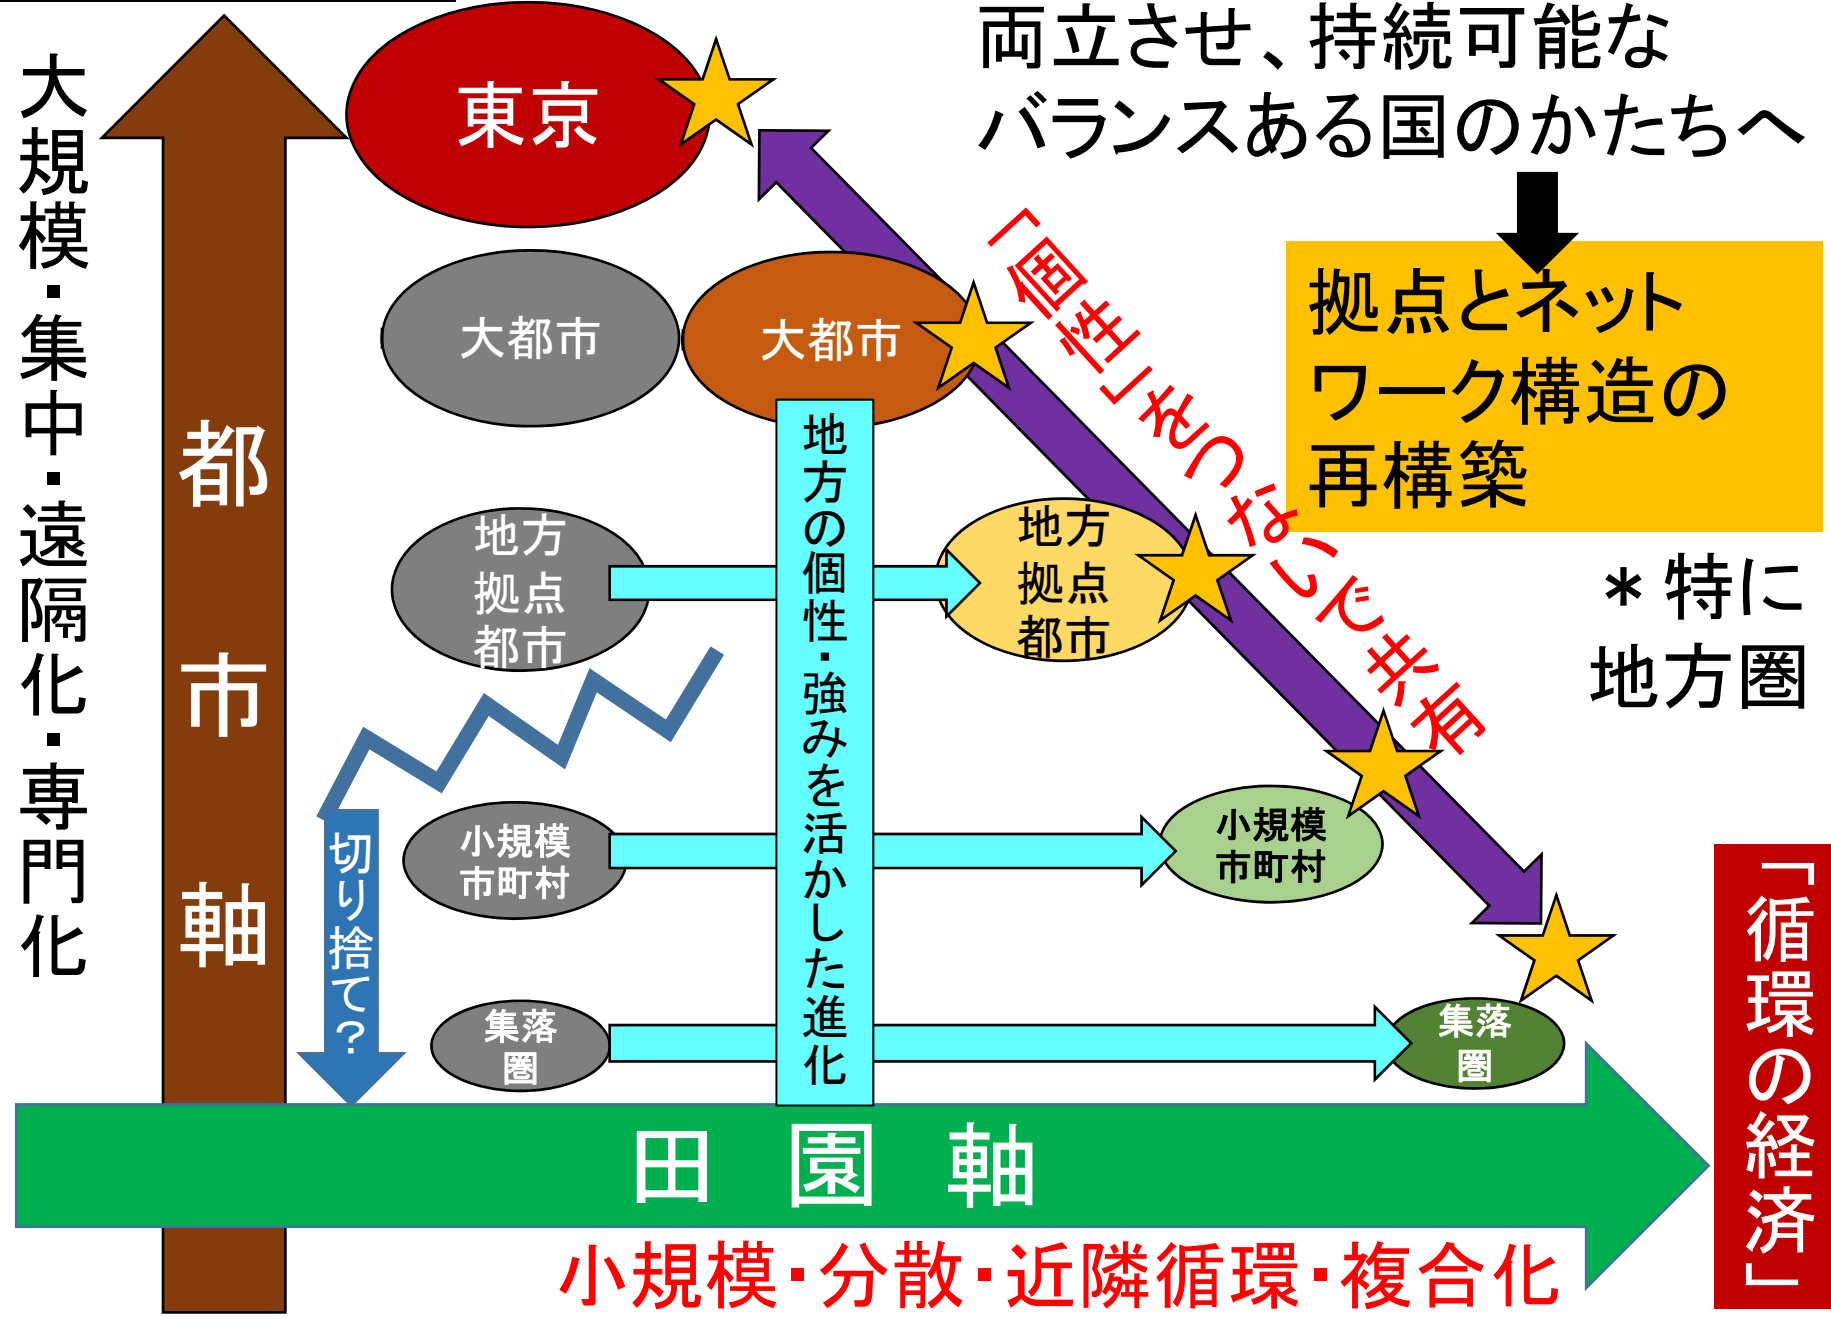 両立させ、持続可能な
バランスある国のかたちへ
拠点とネット
ワーク構造の
再構築
＊特に
地方圏
大規模・集中・遠隔化・専門化
都市軸
東京
大都市
大都市
地方
拠点
都市
地方
拠点
都市
小規模
市町村
小規模
市町村
集落
圏
集落
圏
切り捨て？
地方の個性・強みを活かした進化
「個性」をつないで共有
田園軸
小規模・分散・近隣循環・複合化
「循環の経済」